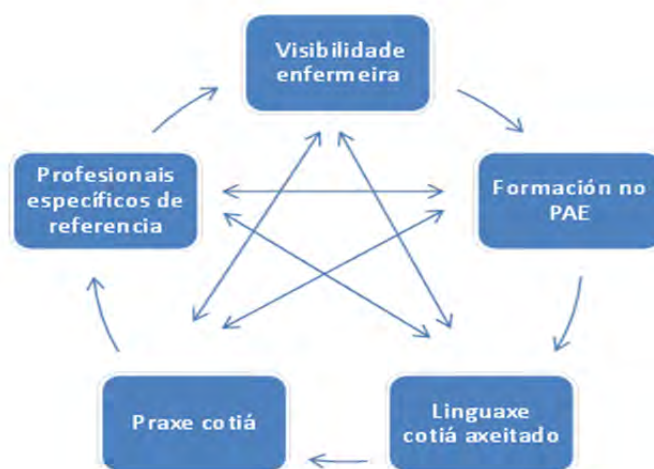 Visibilidade
enfermeira
Profesionais
específicos de
referencia
Formación no
PAE
Praxe cotiá
Linguaxe
cotiá axeitado